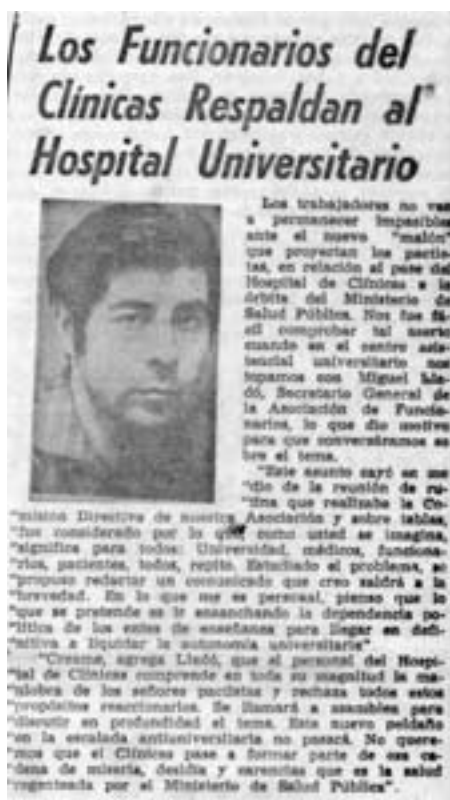 Los Funcionarios del
Clínicas Respaldan al
Hospital Universitario
Los trabajadores no van
a permanecer impasibles
ante el nuevo "malón"
que proyectan los pactis-
tas, en relación al pase del
Hospital de Clínicas a la
órbita del Ministerio de
Salud Pública. Nos fue fá-
cil comprobar tal aserto
cuando en el centro asis-
tencial universitario nos
topamos con Miguel
Secretario General de
la Asociación de Funcio-
narios, lo que dio motivo
para que conversáramos so-
bre el tema.
"Este asunto cayó en me-
"dio de la reunión de ru-
"tina que realizaba la Co-
"misión Directiva de nuestra Asociación y sobre tablas,
"fue considerado por lo que como usted se imagina,
"significa para todos: Universidad, médicos, funciona-
"rios, pacientes, todos, repito. Estudiado el problema, se
"propuso redactar un comunicado que creo saldrá a la
"brevedad. En lo que me es personal, pienso que lo
"que se pretende es ir ensanchando la dependencia po-
"lítica de los entes de enseñanza para llegar en defi-
"nitiva a liquidar la autonomía universitaria"
"Créame, agrega que el personal del Hospi-
"tal de Clínicas comprende en toda su magnitud la ma-
"niobra de los señores pactistas y rechaza todos estos
"propósitos reaccionarios. Se llamará a asamblea para
"discutir en profundidad el tema. Este nuevo peldaño
"en la escalada antiuniversitaria no pasará. No quere-
"mos que el Clínicas pase a formar parte de esa ca-
"dena de miseria, desidia y carencias que es la salud
"regenteada por el Ministerio de Salud Pública".